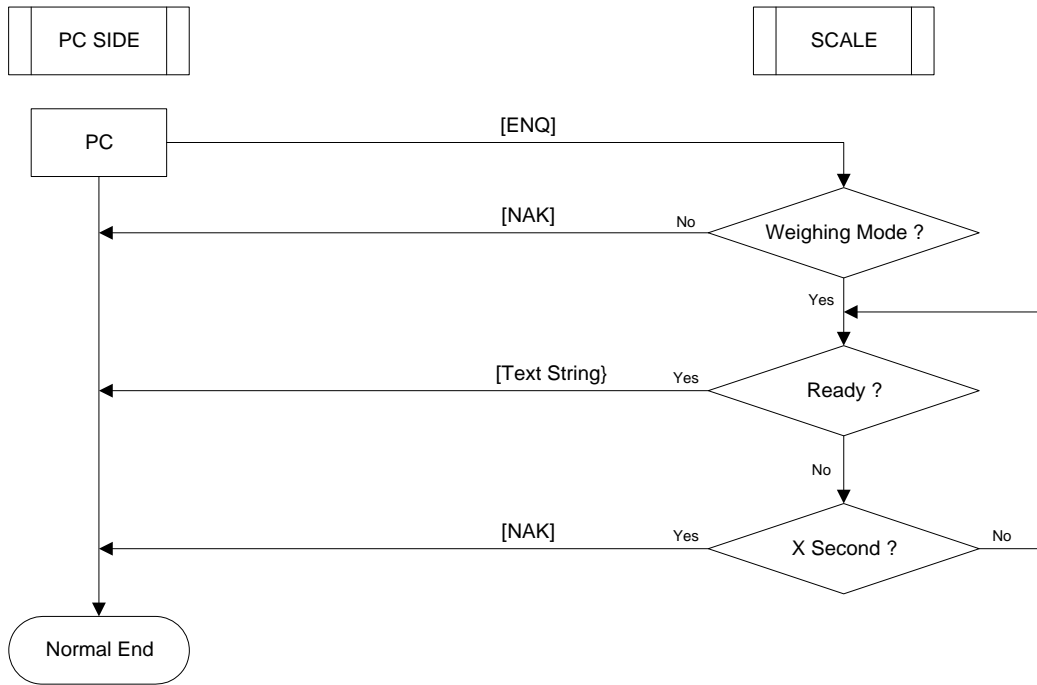 PC SIDE
SCALE
PC
[ENQ]
[NAK]
No
Weighing Mode ?
Yes
[Text String}
Yes
Ready ?
No
[NAK]
Yes
X Second ?
No
Normal End